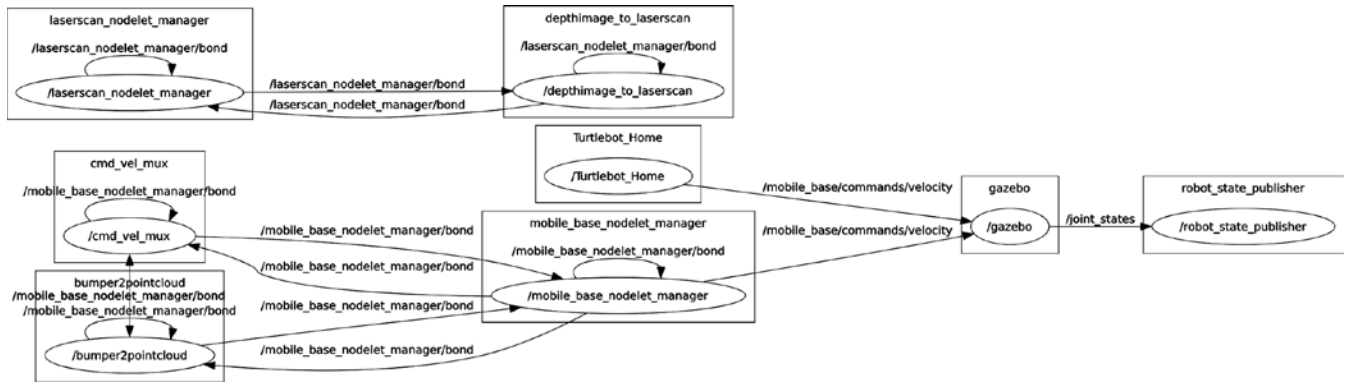 laserscan_nodelet_manager
/laserscan_nodelet_manager/bond
/laserscan_nodelet_manager
/laserscan_nodelet_manager/bond
/laserscan_nodelet_manager/bond
depthimage_to_laserscan
/laserscan_nodelet_manager/bond
/depthimage_to_laserscan
Turtlebot_Home
/Turtlebot_Home
cmd_vel_mux
/mobile_base_nodelet_manager/bond
/cmd_vel_mux
/mobile_base_nodelet_manager/bond
/mobile_base_nodelet_manager/bond
bumper2pointcloud
/mobile_base_nodelet_manager/bond
/mobile_base_nodelet_manager/bond
/bumper2pointcloud
/mobile_base_nodelet_manager/bond
/mobile_base_nodelet_manager/bond
mobile_base_nodelet_manager
/mobile_base_nodelet_manager/bond
/mobile_base_nodelet_manager
/mobile_base/commands/velocity
/mobile_base/commands/velocity
gazebo
/gazebo
/joint_states
robot_state_publisher
/robot_state_publisher